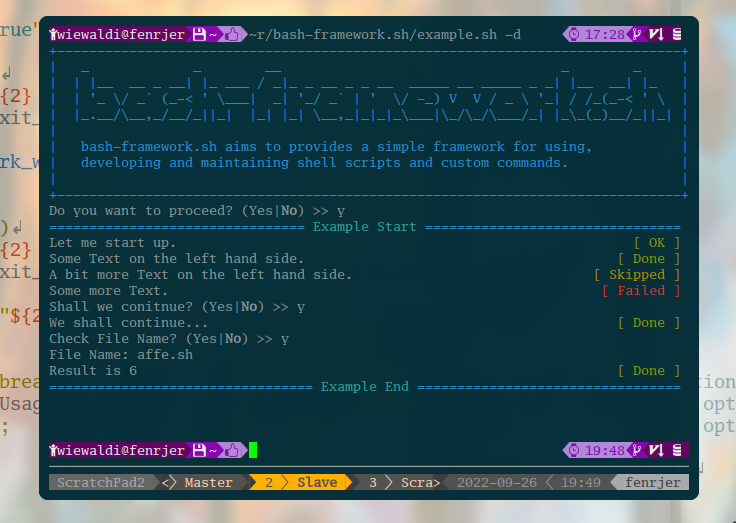 wiewaldi@fenrjer ~ ~r/bash-framework.sh/example.sh -d 17:28
bash-framework.sh
bash-framework.sh aims to provides a simple framework for using,
developing and maintaining shell scripts and custom commands.
Do you want to proceed? (Yes|No) >> y
Example Start
Let me start up. [ OK ]
Some Text on the left hand side. [ Done ]
A bit more Text on the left hand side. [ Skipped ]
Some more Text. [ Failed ]
Shall we conitnue? (Yes|No) >> y
We shall continue... [ Done ]
Check File Name? (Yes|No) >> y
File Name: affe.sh
Result is 6 [ Done ]
Example End
wiewaldi@fenrjer ~ 19:48
ScratchPad2 <> Master 2 Slave 3 Scra> 2022-09-26 19:49 fenrjer
rue"
{2}
xit_
rk_w
)
{2}
xit_
"${2
brea tion
Usag opt
; opt